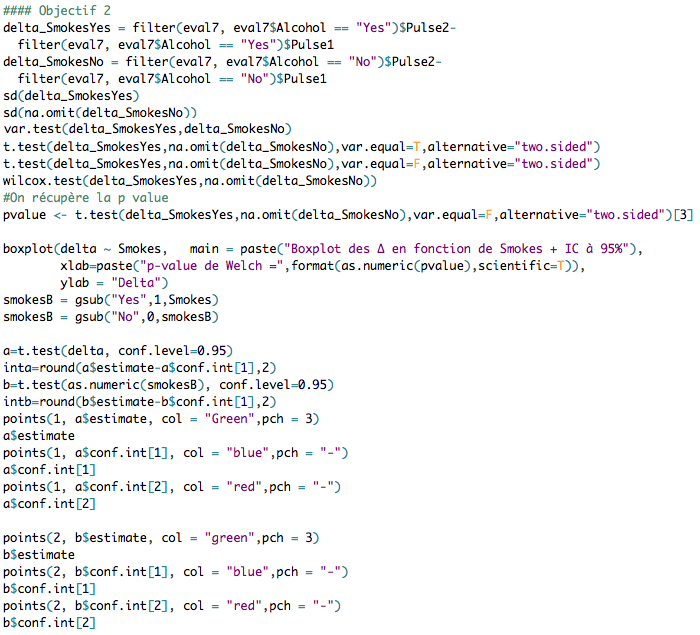 #### Objectif 2
delta_SmokesYes = filter(eval7, eval7$Alcohol == "Yes")$Pulse2-
  filter(eval7, eval7$Alcohol == "Yes")$Pulse1
delta_SmokesNo = filter(eval7, eval7$Alcohol == "No")$Pulse2-
  filter(eval7, eval7$Alcohol == "No")$Pulse1
sd(delta_SmokesYes)
sd(na.omit(delta_SmokesNo))
var.test(delta_SmokesYes,delta_SmokesNo)
t.test(delta_SmokesYes,na.omit(delta_SmokesNo),var.equal=T,alternative="two.sided")
t.test(delta_SmokesYes,na.omit(delta_SmokesNo),var.equal=F,alternative="two.sided")
wilcox.test(delta_SmokesYes,na.omit(delta_SmokesNo))
#On récupère la p value
pvalue <- t.test(delta_SmokesYes,na.omit(delta_SmokesNo),var.equal=F,alternative="two.sided")[3]
boxplot(delta ~ Smokes,   main = paste("Boxplot des Δ en fonction de Smokes + IC à 95%"),
        xlab=paste("p-value de Welch =",format(as.numeric(pvalue),scientific=T)),
        ylab = "Delta")
smokesB = gsub("Yes",1,Smokes)
smokesB = gsub("No",0,smokesB)
a=t.test(delta, conf.level=0.95)
inta=round(a$estimate-a$conf.int[1],2)
b=t.test(as.numeric(smokesB), conf.level=0.95)
intb=round(b$estimate-b$conf.int[1],2)
points(1, a$estimate, col = "Green",pch = 3)
a$estimate
points(1, a$conf.int[1], col = "blue",pch = "-")
a$conf.int[1]
points(1, a$conf.int[2], col = "red",pch = "-")
a$conf.int[2]
points(2, b$estimate, col = "green",pch = 3)
b$estimate
points(2, b$conf.int[1], col = "blue",pch = "-")
b$conf.int[1]
points(2, b$conf.int[2], col = "red",pch = "-")
b$conf.int[2]